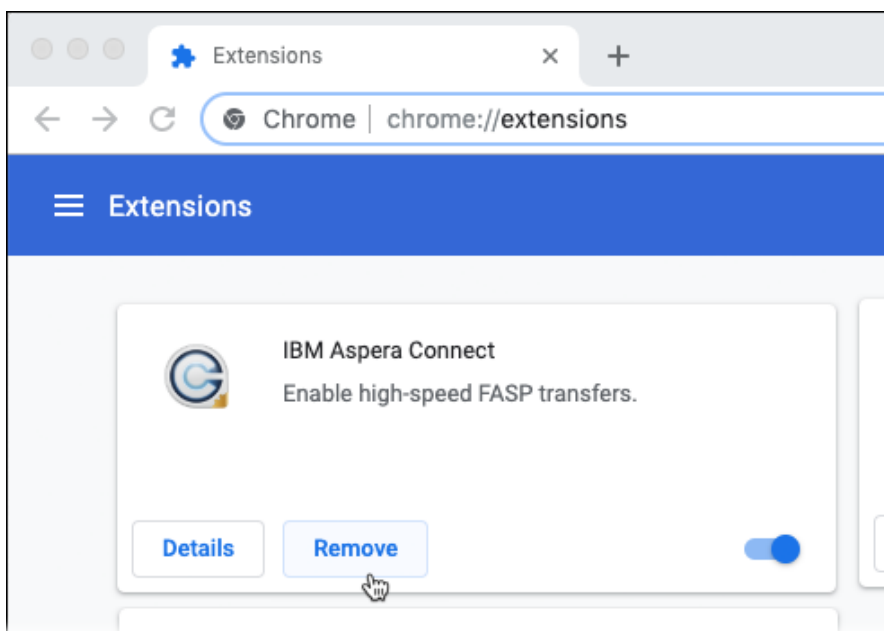 Extensions
Chrome | chrome://extensions
Extensions
IBM Aspera Connect
Enable high-speed FASP transfers.
Details
Remove